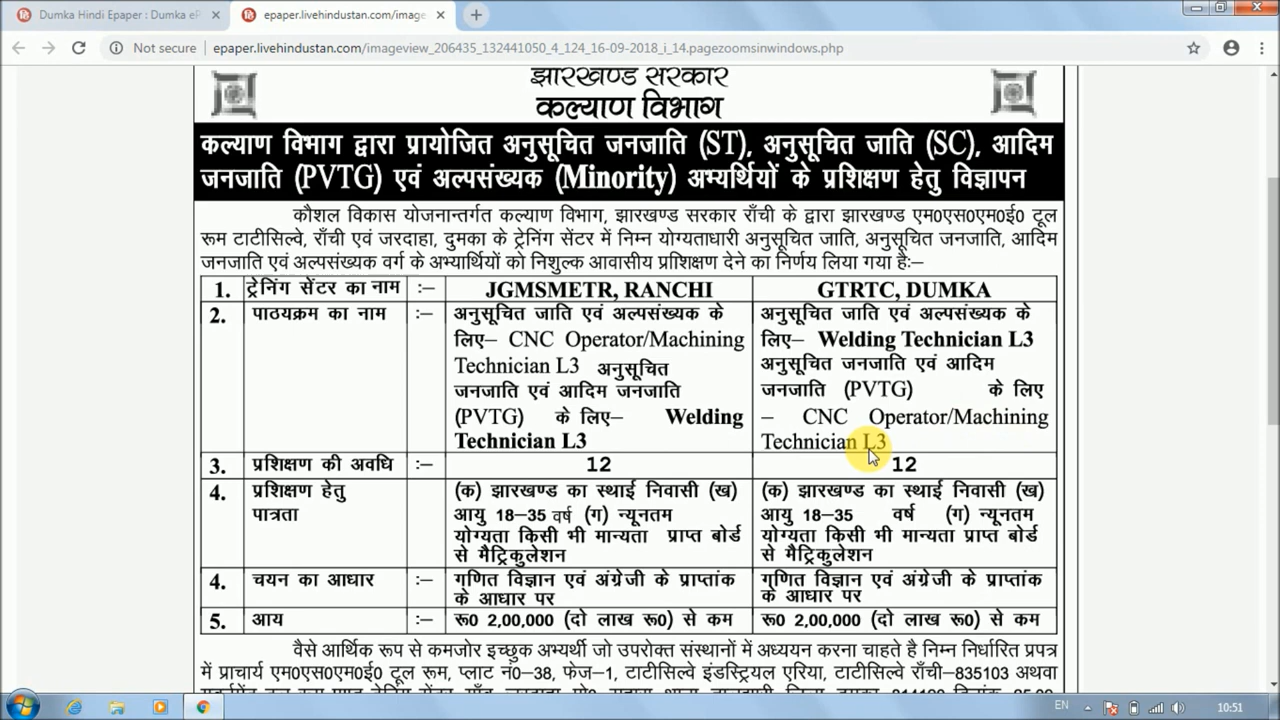 Dumka Hindi Epaper : Dumka eP
epaper.livehindustan.com/image
Not secure
epaper.livehindustan.com/imageview_206435_132441050_4_124_16-09-2018_i_14.pagezoomsinwindows.php
झारखण्ड सरकार
कल्याण विभाग
कल्याण विभाग द्वारा प्रायोजित अनुसूचित जनजाति (ST), अनुसूचित जाति (SC), आदिम
जनजाति (PVTG) एवं अल्पसंख्यक (Minority) अभ्यर्थियों के प्रशिक्षण हेतु विज्ञापन
कौशल विकास योजनान्तर्गत कल्याण विभाग, झारखण्ड सरकार राँची के द्वारा झारखण्ड एम0एस0एम0ई0 टूल
रूम टाटीसिल्वे, राँची एवं जरदाहा, दुमका के ट्रेनिंग सेंटर में निम्न योग्यताधारी अनुसूचित जाति, अनुसूचित जनजाति, आदिम
जनजाति एवं अल्पसंख्यक वर्ग के अभ्यर्थियों को निशुल्क आवासीय प्रशिक्षण देने का निर्णय लिया गया हैः–
1. ट्रेनिंग सेंटर का नाम :– JGMSMETR, RANCHI GTRTC, DUMKA
2. पाठयक्रम का नाम :– अनुसूचित जाति एवं अल्पसंख्यक के अनुसूचित जाति एवं अल्पसंख्यक के
लिए– CNC Operator/Machining लिए– Welding Technician L3
Technician L3 अनुसूचित अनुसूचित जनजाति एवं आदिम
जनजाति एवं आदिम जनजाति जनजाति (PVTG) के लिए
(PVTG) के लिए– Welding – CNC Operator/Machining
Technician L3 Technician L3
3. प्रशिक्षण की अवधि :– 12 12
4. प्रशिक्षण हेतु (क) झारखण्ड का स्थाई निवासी (ख) (क) झारखण्ड का स्थाई निवासी (ख)
पात्रता आयु 18–35 वर्ष (ग) न्यूनतम आयु 18–35 वर्ष (ग) न्यूनतम
योग्यता किसी भी मान्यता प्राप्त बोर्ड योग्यता किसी भी मान्यता प्राप्त बोर्ड
से मैट्रिकुलेशन से मैट्रिकुलेशन
4. चयन का आधार :– गणित विज्ञान एवं अंग्रेजी के प्राप्तांक गणित विज्ञान एवं अंग्रेजी के प्राप्तांक
के आधार पर के आधार पर
5. आय :– रू0 2,00,000 (दो लाख रू0) से कम रू0 2,00,000 (दो लाख रू0) से कम
वैसे आर्थिक रूप से कमजोर इच्छुक अभ्यर्थी जो उपरोक्त संस्थानों में अध्ययन करना चाहते है निम्न निर्धारित प्रपत्र
में प्राचार्य एम0एस0एम0ई0 टूल रूम, प्लाट नं0-38, फेज-1, टाटीसिल्वे इंडस्ट्रियल एरिया, टाटीसिल्वे राँची-835103 अथवा
EN 10:51